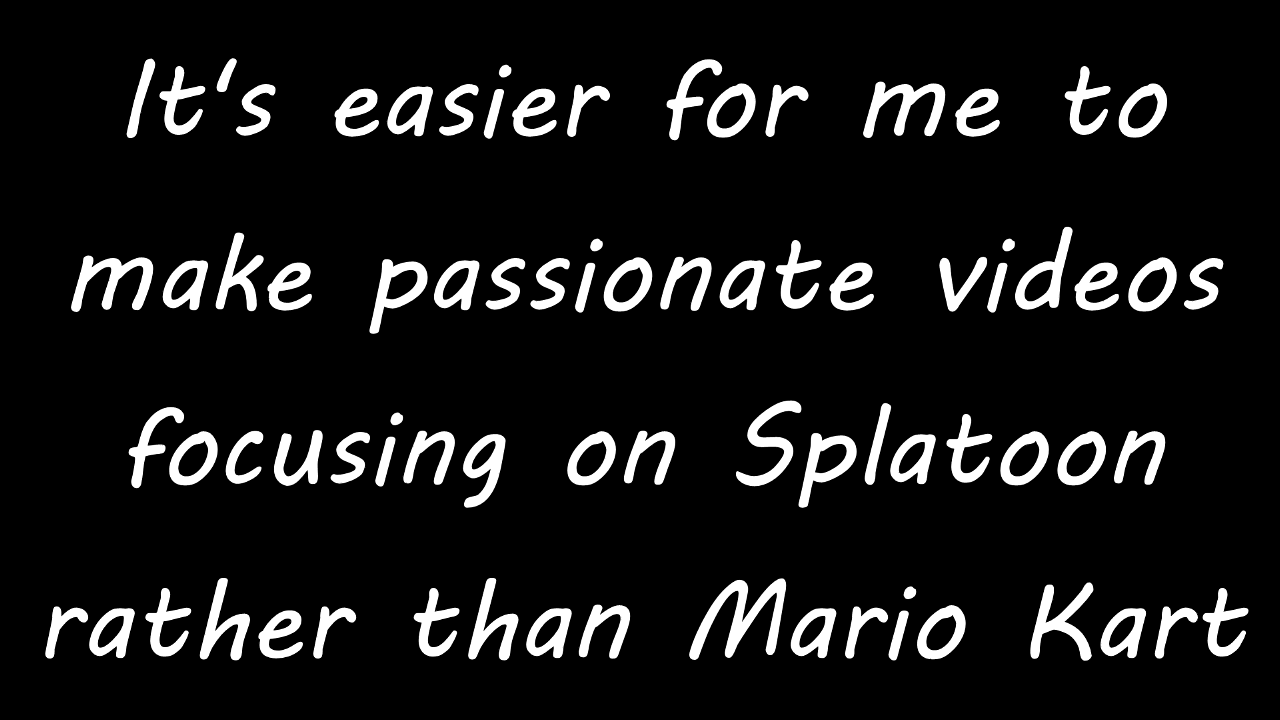 It's easier for me to
make passionate videos
focusing on Splatoon
rather than Mario Kart